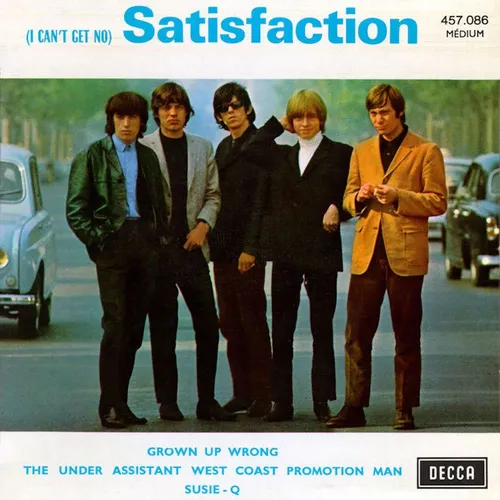 (I CAN'T GET NO) Satisfaction
457.086
MÉDIUM
GROWN UP WRONG
THE UNDER ASSISTANT WEST COAST PROMOTION MAN
SUSIE-Q
DECCA